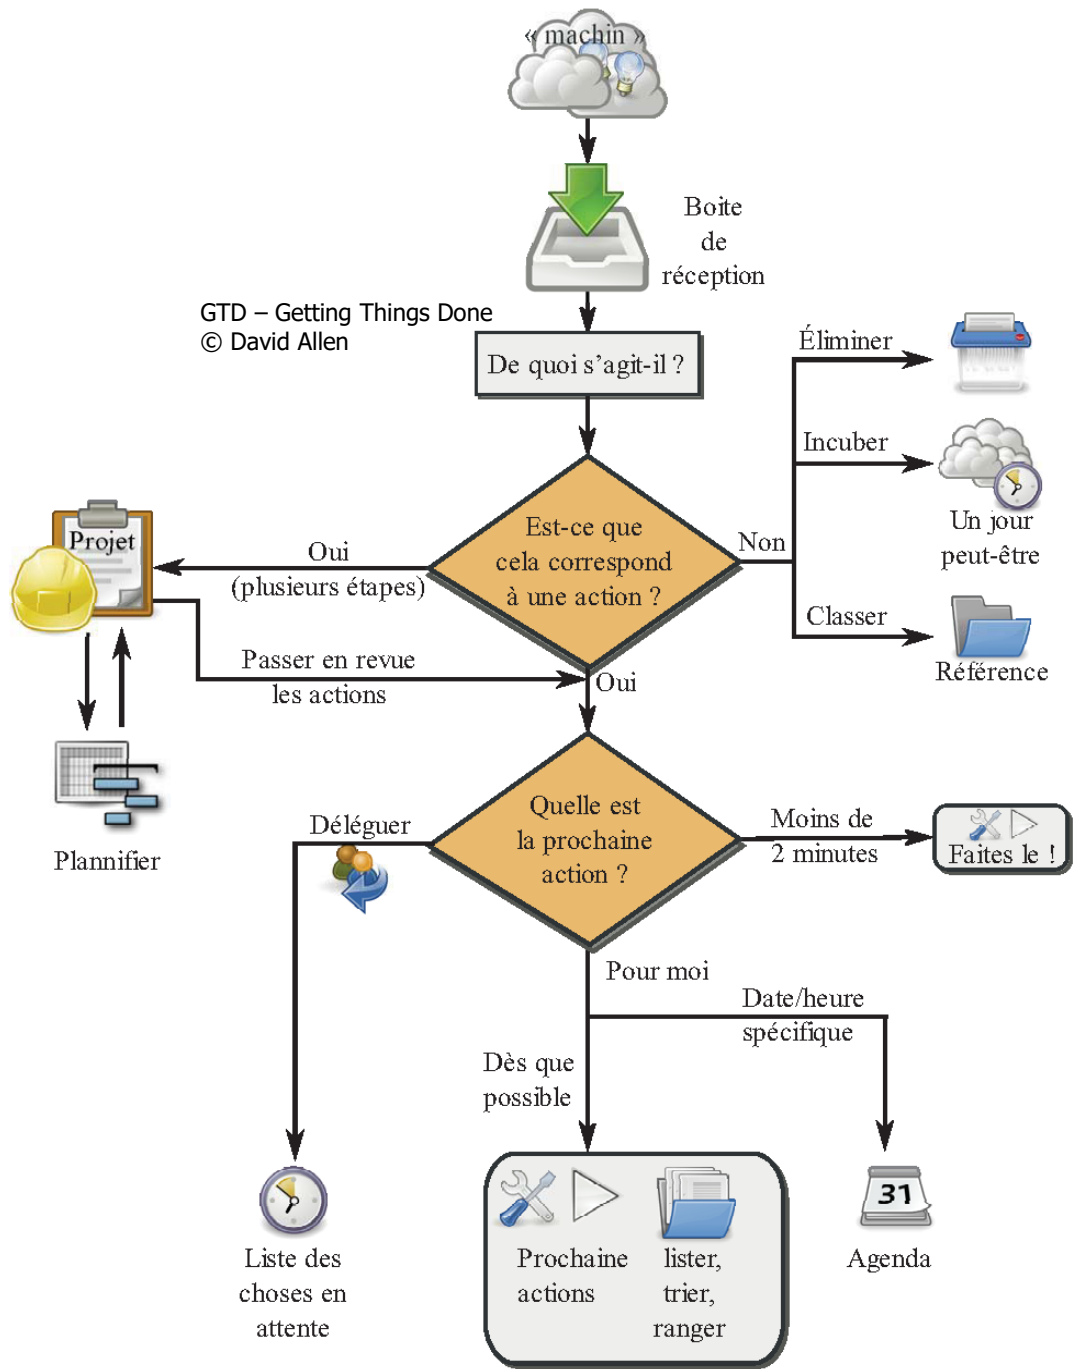 « machin »
Boite
de
réception
GTD – Getting Things Done
© David Allen
De quoi s’agit-il ?
Éliminer
Incuber
Un jour
peut-être
Est-ce que
cela correspond
à une action ?
Non
Classer
Référence
Oui
(plusieurs étapes)
Projet
Passer en revue
les actions
Oui
Plannifier
Quelle est
la prochaine
action ?
Moins de
2 minutes
Faites le !
Déléguer
Pour moi
Date/heure
spécifique
Dès que
possible
31
Liste des
choses en
attente
Prochaine
actions
lister,
trier,
ranger
Agenda